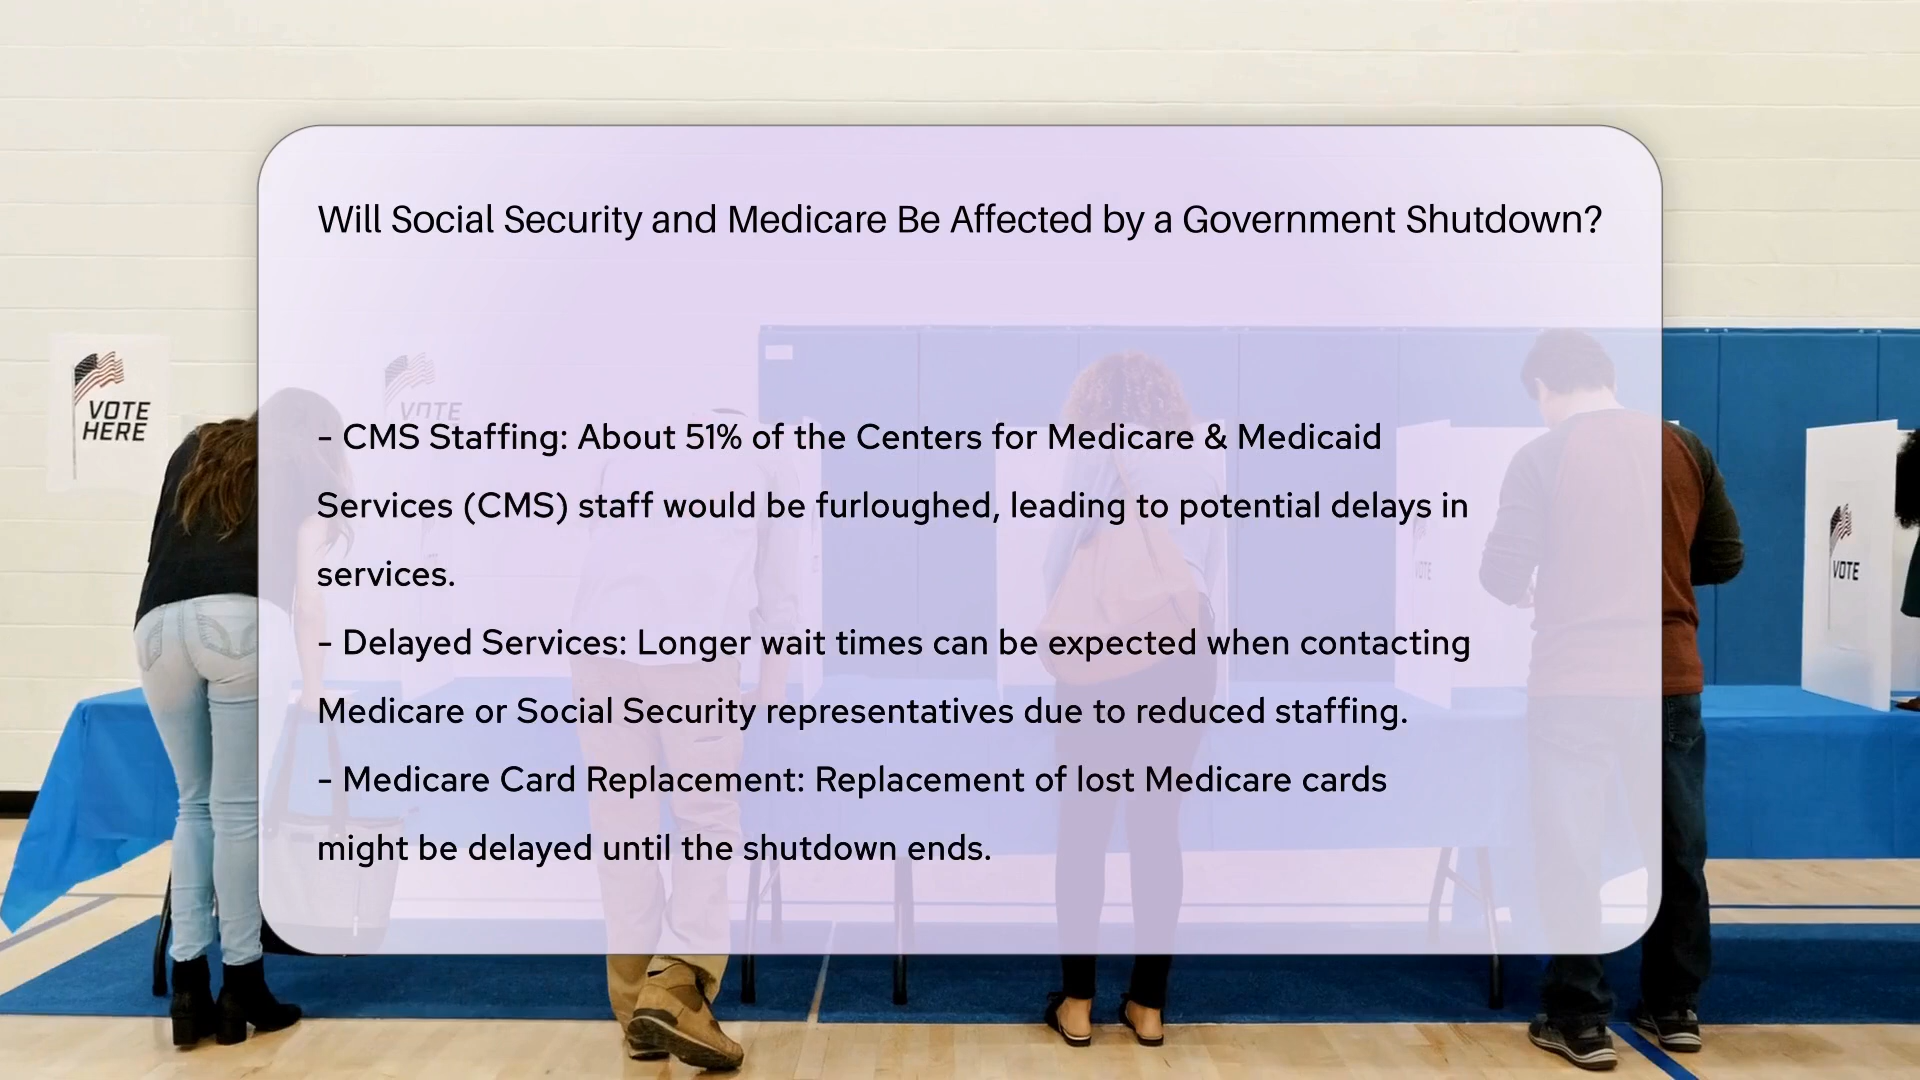 Will Social Security and Medicare Be Affected by a Government Shutdown?
VOTE
HERE
VOTE
– CMS Staffing: About 51% of the Centers for Medicare & Medicaid
Services (CMS) staff would be furloughed, leading to potential delays in
services.
– Delayed Services: Longer wait times can be expected when contacting
Medicare or Social Security representatives due to reduced staffing.
– Medicare Card Replacement: Replacement of lost Medicare cards
might be delayed until the shutdown ends.
VOTE
VOTE